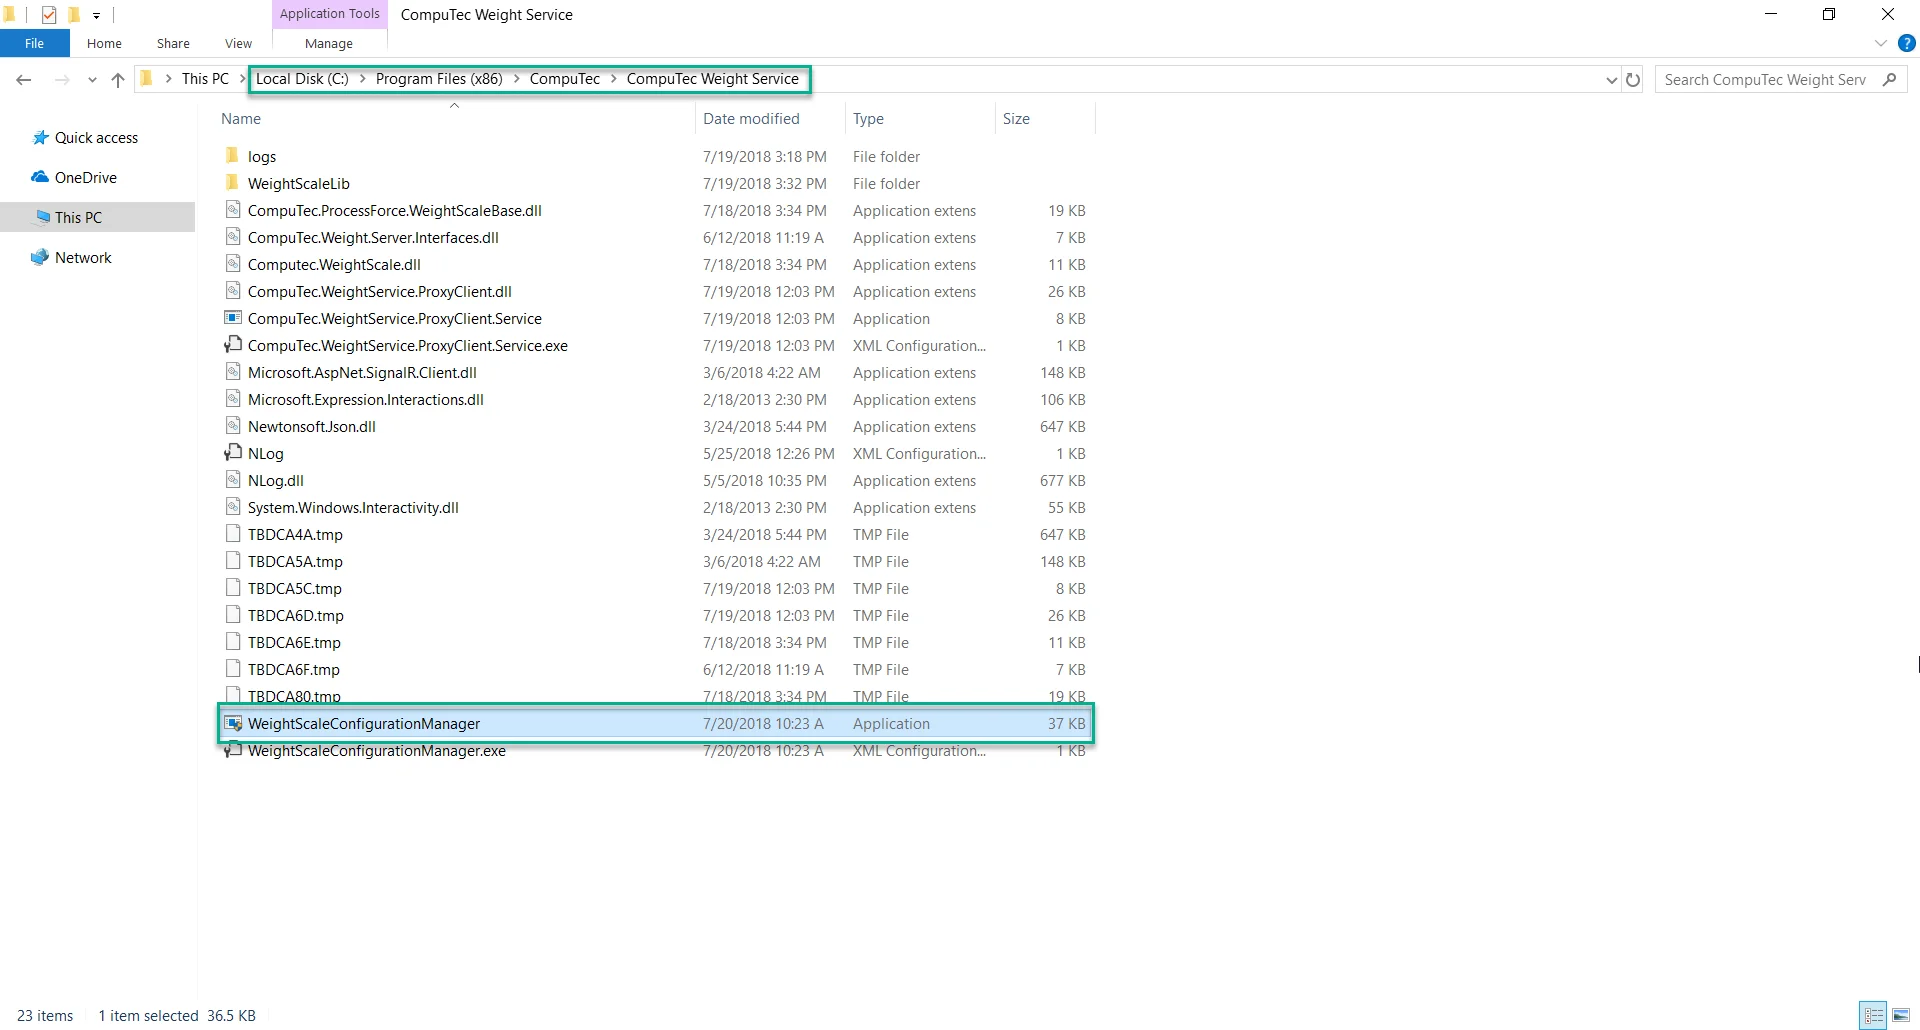 Application Tools CompuTec Weight Service
File Home Share View Manage
This PC Local Disk (C:) Program Files (x86) CompuTec CompuTec Weight Service Search CompuTec Weight Serv
Quick access
OneDrive
This PC
Network
Name Date modified Type Size
logs 7/19/2018 3:18 PM File folder
WeightScaleLib 7/19/2018 3:32 PM File folder
CompuTec.ProcessForce.WeightScaleBase.dll 7/18/2018 3:34 PM Application extens 19 KB
CompuTec.Weight.Server.Interfaces.dll 6/12/2018 11:19 A Application extens 7 KB
Computec.WeightScale.dll 7/18/2018 3:34 PM Application extens 11 KB
CompuTec.WeightService.ProxyClient.dll 7/19/2018 12:03 PM Application extens 26 KB
CompuTec.WeightService.ProxyClient.Service 7/19/2018 12:03 PM Application 8 KB
CompuTec.WeightService.ProxyClient.Service.exe 7/19/2018 12:03 PM XML Configuration... 1 KB
Microsoft.AspNet.SignalR.Client.dll 3/6/2018 4:22 AM Application extens 148 KB
Microsoft.Expression.Interactions.dll 2/18/2013 2:30 PM Application extens 106 KB
Newtonsoft.Json.dll 3/24/2018 5:44 PM Application extens 647 KB
NLog 5/25/2018 12:26 PM XML Configuration... 1 KB
NLog.dll 5/5/2018 10:35 PM Application extens 677 KB
System.Windows.Interactivity.dll 2/18/2013 2:30 PM Application extens 55 KB
TBDCA4A.tmp 3/24/2018 5:44 PM TMP File 647 KB
TBDCA5A.tmp 3/6/2018 4:22 AM TMP File 148 KB
TBDCA5C.tmp 7/19/2018 12:03 PM TMP File 8 KB
TBDCA6D.tmp 7/19/2018 12:03 PM TMP File 26 KB
TBDCA6E.tmp 7/18/2018 3:34 PM TMP File 11 KB
TBDCA6F.tmp 6/12/2018 11:19 A TMP File 7 KB
TBDCA80.tmp 7/18/2018 3:34 PM TMP File 19 KB
WeightScaleConfigurationManager 7/20/2018 10:23 A Application 37 KB
WeightScaleConfigurationManager.exe 7/20/2018 10:23 A XML Configuration... 1 KB
23 items 1 item selected 36.5 KB